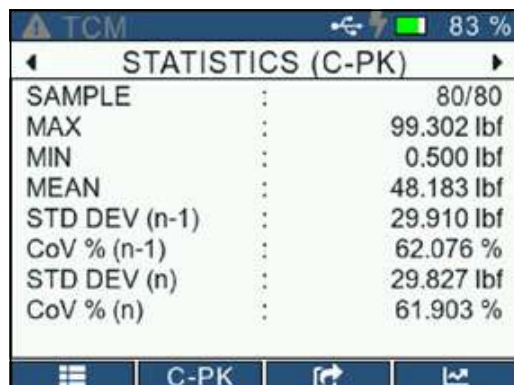 TCM 83 %
STATISTICS (C-PK)
SAMPLE : 80/80
MAX : 99.302 lbf
MIN : 0.500 lbf
MEAN : 48.183 lbf
STD DEV (n-1) : 29.910 lbf
CoV % (n-1) : 62.076 %
STD DEV (n) : 29.827 lbf
CoV % (n) : 61.903 %
C-PK